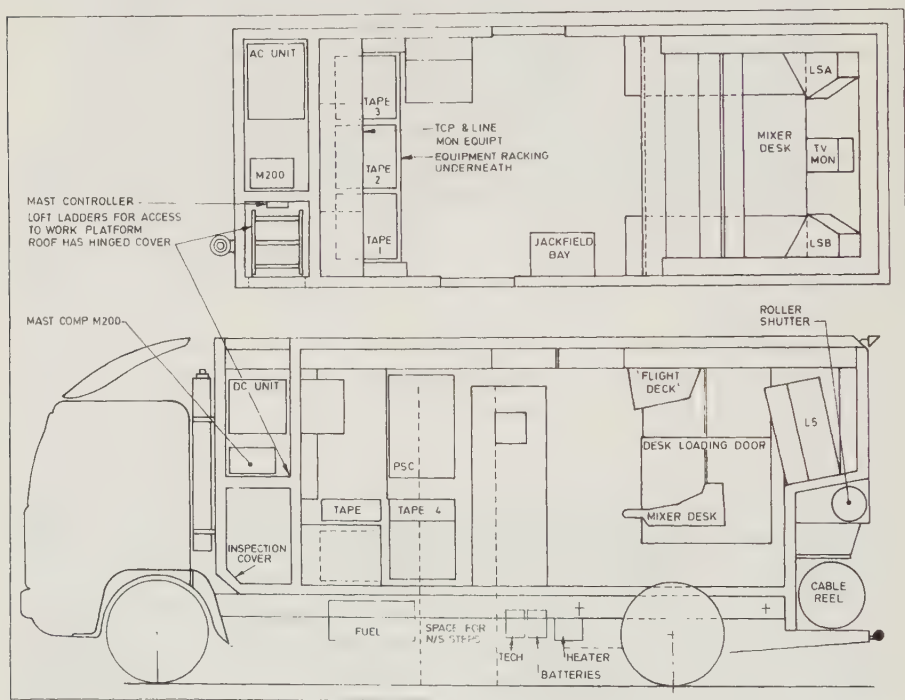 AC UNIT
M200
TAPE
3
TAPE
2
TAPE
1
TCP & LINE
MON EQUIPT
EQUIPMENT RACKING
UNDERNEATH
JACKFIELD
BAY
MIXER
DESK
LSA
TV
MON
LSB
MAST CONTROLLER
LOFT LADDERS FOR ACCESS
TO WORK PLATFORM
ROOF HAS HINGED COVER
MAST COMP M200
ROLLER
SHUTTER
DC UNIT
'FLIGHT
DECK'
LS
DESK LOADING DOOR
PSC
TAPE
TAPE 4
MIXER DESK
INSPECTION
COVER
CABLE
REEL
FUEL
SPACE FOR
N/S STEPS
TECH
HEATER
BATTERIES